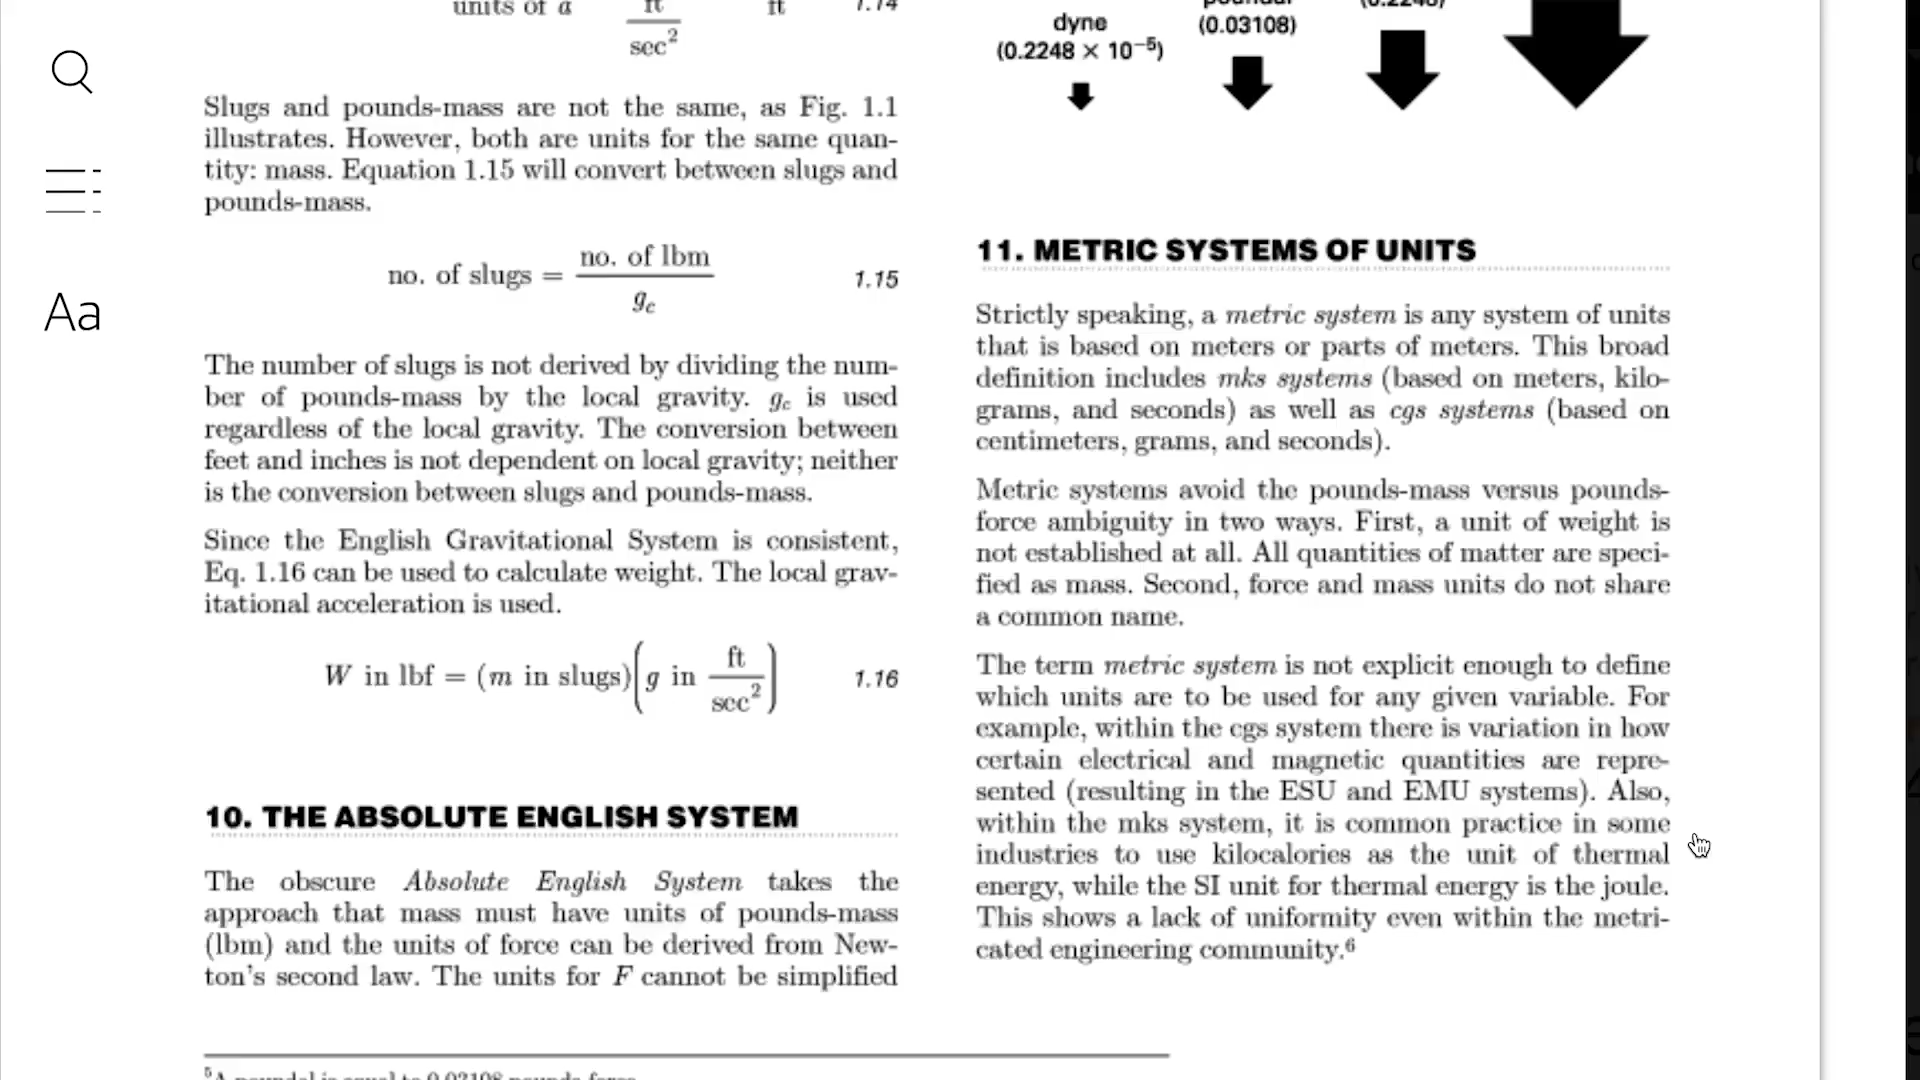 units of a ft ft 1.14
sec²
Slugs and pounds-mass are not the same, as Fig. 1.1
illustrates. However, both are units for the same quan-
tity: mass. Equation 1.15 will convert between slugs and
pounds-mass.
no. of slugs = no. of lbm / g_c 1.15
The number of slugs is not derived by dividing the num-
ber of pounds-mass by the local gravity. g_c is used
regardless of the local gravity. The conversion between
feet and inches is not dependent on local gravity; neither
is the conversion between slugs and pounds-mass.
Since the English Gravitational System is consistent,
Eq. 1.16 can be used to calculate weight. The local grav-
itational acceleration is used.
W in lbf = (m in slugs)(g in ft/sec²) 1.16
10. THE ABSOLUTE ENGLISH SYSTEM
The obscure Absolute English System takes the
approach that mass must have units of pounds-mass
(lbm) and the units of force can be derived from New-
ton's second law. The units for F cannot be simplified
⁵A poundal is equal to 0.03108 pounds-force.
dyne
(0.2248 × 10⁻⁵)
poundal
(0.03108)
(0.2248)
11. METRIC SYSTEMS OF UNITS
Strictly speaking, a metric system is any system of units
that is based on meters or parts of meters. This broad
definition includes mks systems (based on meters, kilo-
grams, and seconds) as well as cgs systems (based on
centimeters, grams, and seconds).
Metric systems avoid the pounds-mass versus pounds-
force ambiguity in two ways. First, a unit of weight is
not established at all. All quantities of matter are speci-
fied as mass. Second, force and mass units do not share
a common name.
The term metric system is not explicit enough to define
which units are to be used for any given variable. For
example, within the cgs system there is variation in how
certain electrical and magnetic quantities are repre-
sented (resulting in the ESU and EMU systems). Also,
within the mks system, it is common practice in some
industries to use kilocalories as the unit of thermal
energy, while the SI unit for thermal energy is the joule.
This shows a lack of uniformity even within the metri-
cated engineering community.⁶
Aa